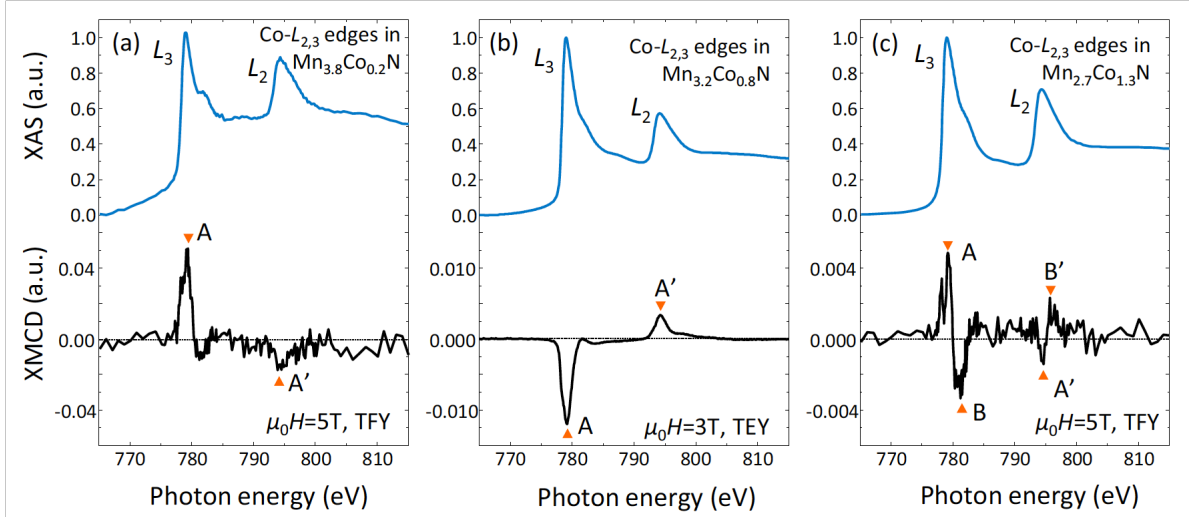 (a)
L3
L2
Co-L2,3 edges in
Mn3.8Co0.2N
XAS (a.u.)
1.0
0.8
0.6
0.4
0.2
0.0
XMCD (a.u.)
0.04
0.00
-0.04
A
A’
μ0H=5T, TFY
770 780 790 800 810
Photon energy (eV)
(b)
L3
L2
Co-L2,3 edges in
Mn3.2Co0.8N
1.0
0.8
0.6
0.4
0.2
0.0
0.010
0.000
-0.010
A’
A
μ0H=3T, TEY
770 780 790 800 810
Photon energy (eV)
(c)
L3
L2
Co-L2,3 edges in
Mn2.7Co1.3N
1.0
0.8
0.6
0.4
0.2
0.0
0.004
0.000
-0.004
A
B’
B
A’
μ0H=5T, TFY
770 780 790 800 810
Photon energy (eV)